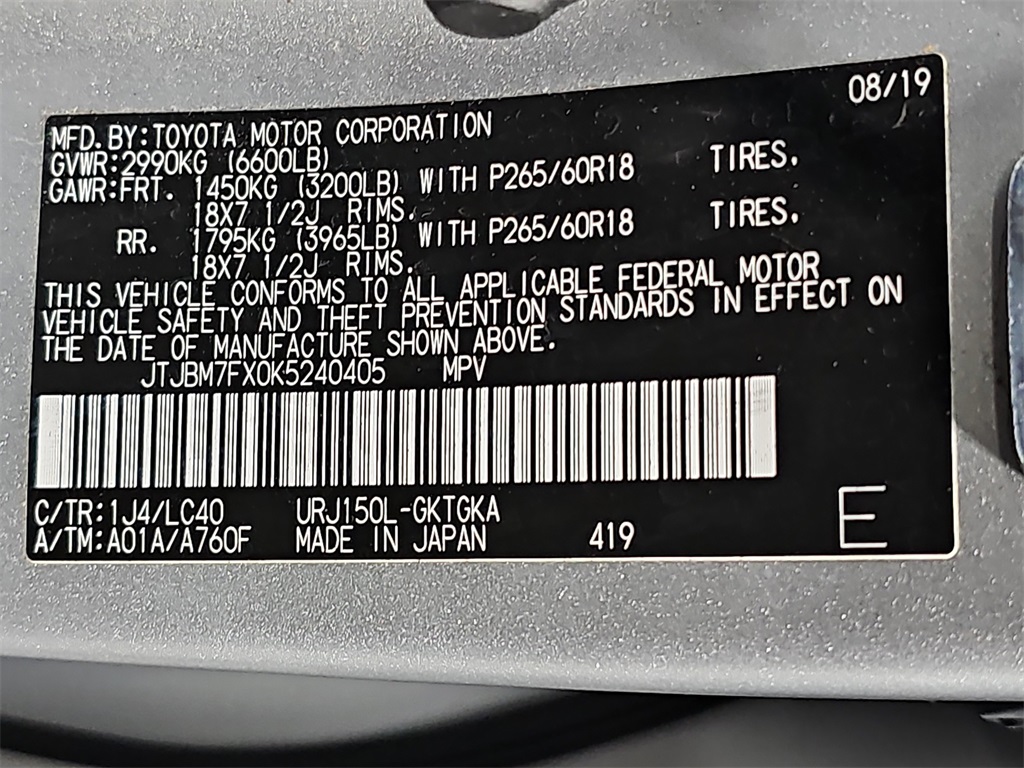 08/19
MFD. BY: TOYOTA MOTOR CORPORATION
GVWR: 2990KG (6600LB)
GAWR: FRT. 1450KG (3200LB) WITH P265/60R18 TIRES.
18X7 1/2J RIMS.
RR. 1795KG (3965LB) WITH P265/60R18 TIRES.
18X7 1/2J RIMS.
THIS VEHICLE CONFORMS TO ALL APPLICABLE FEDERAL MOTOR
VEHICLE SAFETY AND THEFT PREVENTION STANDARDS IN EFFECT ON
THE DATE OF MANUFACTURE SHOWN ABOVE.
JTJBM7FX0K5240405 MPV
C/TR: 1J4/LC40 URJ150L-GKTGKA
A/TM: A01A/A760F MADE IN JAPAN 419 E